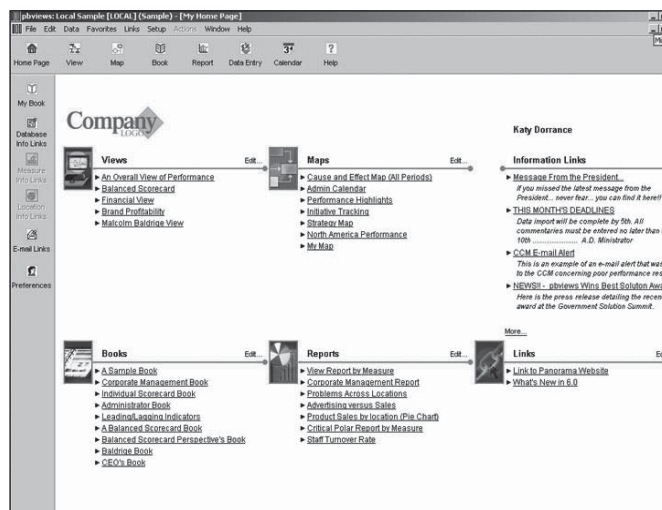 pbviews: Local Sample [LOCAL] (Sample) - [My Home Page]
File Edit Data Favorites Links Setup Actions Window Help
Home Page View Map Book Report Data Entry Calendar Help
My Book
Database
Info Links
Measure
Info Links
Location
Info Links
E-mail Links
Preferences
Company
LOGO
Katy Dorrance
Views Edit...
An Overall View of Performance
Balanced Scorecard
Financial View
Brand Profitability
Malcolm Baldrige View
Maps Edit...
Cause and Effect Map (All Periods)
Admin Calendar
Performance Highlights
Initiative Tracking
Strategy Map
North America Performance
My Map
Information Links
Message From the President...
If you missed the latest message from the
President... never fear... you can find it here!!
THIS MONTH'S DEADLINES
Data import will be complete by 5th. All
commentaries must be entered no later than
10th .................... A.D. Ministrator
CCM E-mail Alert
This is an example of an e-mail alert that was
to the CCM concerning poor performance res
NEWS!! - pbviews Wins Best Soluton Awa
Here is the press release detailing the recen
award at the Government Solution Summit.
More...
Books Edit...
A Sample Book
Corporate Management Book
Individual Scorecard Book
Administrator Book
Leading/Lagging Indicators
A Balanced Scorecard Book
Balanced Scorecard Perspective's Book
Baldrige Book
CEO's Book
Reports Edit...
View Report by Measure
Corporate Management Report
Problems Across Locations
Advertising versus Sales
Product Sales by location (Pie Chart)
Critical Polar Report by Measure
Staff Turnover Rate
Links
Link to Panorama Website
What's New in 6.0